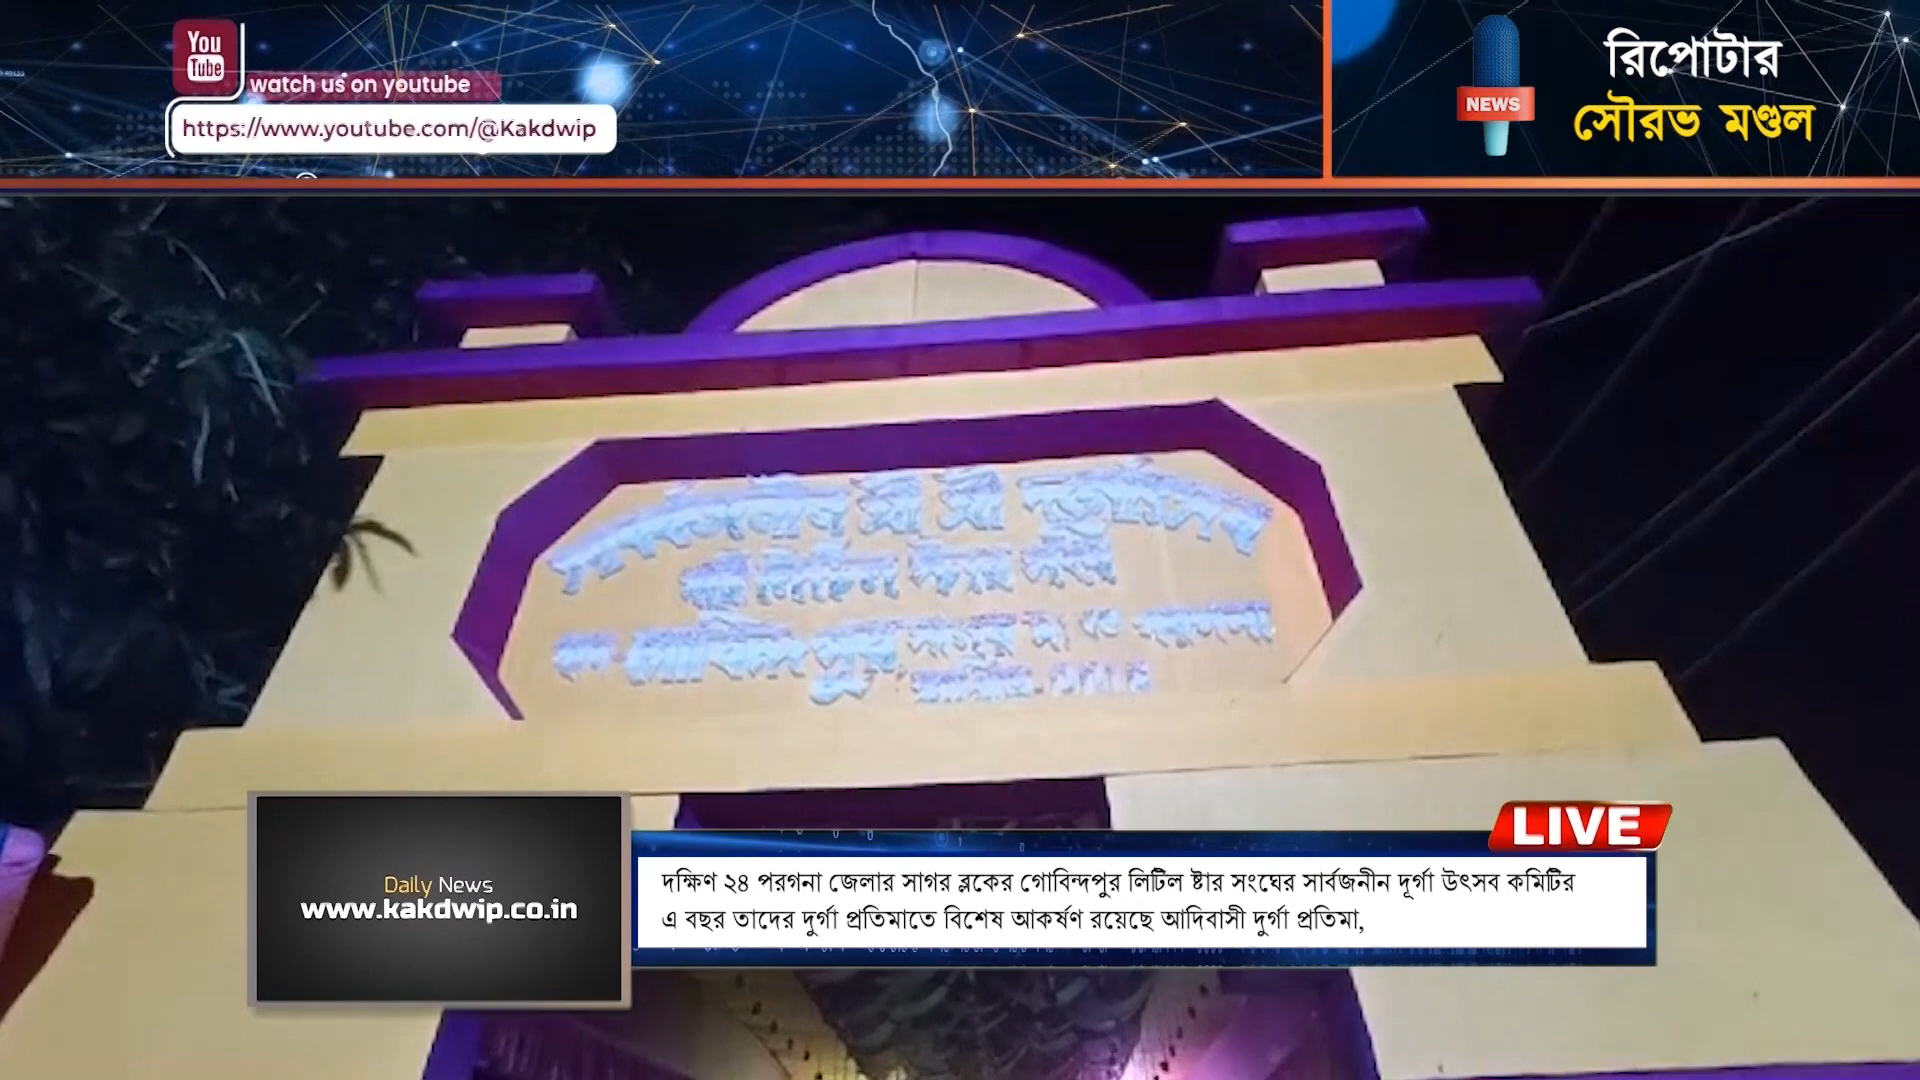 You
Tube
watch us on youtube
https://www.youtube.com/@Kakdwip
রিপোটার
NEWS
সৌরভ মণ্ডল
সার্বজনীন শ্রী শ্রী দূর্গোৎসব
LIVE
Daily News
www.kakdwip.co.in
দক্ষিণ ২৪ পরগনা জেলার সাগর ব্লকের গোবিন্দপুর লিটিল ষ্টার সংঘের সার্বজনীন দূর্গা উৎসব কমিটির
এ বছর তাদের দুর্গা প্রতিমাতে বিশেষ আকর্ষণ রয়েছে আদিবাসী দুর্গা প্রতিমা,